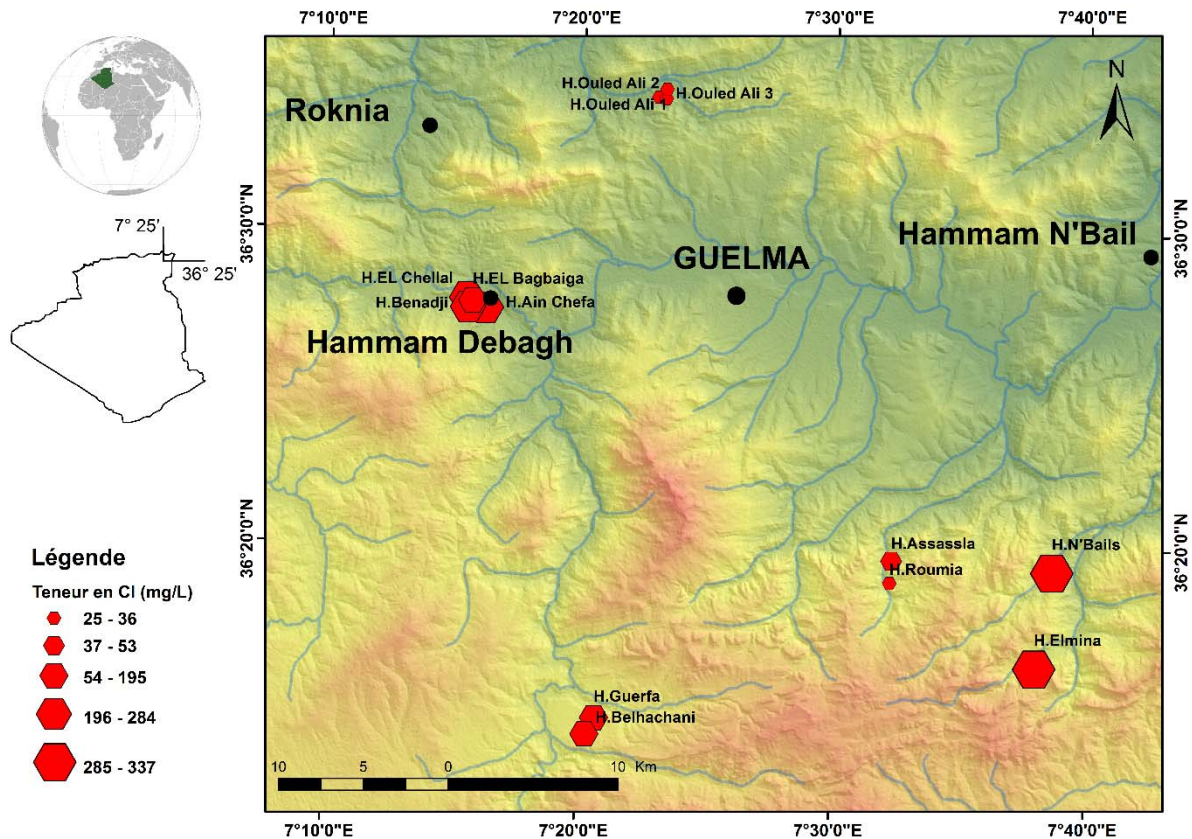 7°10'0"E 7°20'0"E 7°30'0"E 7°40'0"E
N
H.Ouled Ali 2
H.Ouled Ali 3
H.Ouled Ali 1
Roknia
7° 25'
36° 25'
36°30'0"N
36°30'0"N
Hammam N'Bail
GUELMA
H.EL Chellal
H.EL Bagbaiga
H.Benadji
H.Ain Chefa
Hammam Debagh
36°20'0"N
36°20'0"N
H.Assassla
H.N'Bails
H.Roumia
H.Elmina
H.Guerfa
H.Belhachani
Légende
Teneur en Cl (mg/L)
25 - 36
37 - 53
54 - 195
196 - 284
285 - 337
10 5 0 10 Km
7°10'0"E 7°20'0"E 7°30'0"E 7°40'0"E